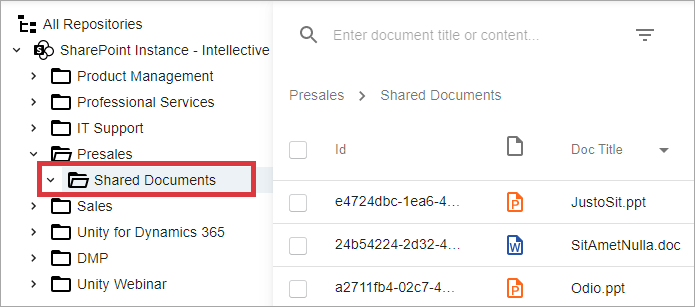 All Repositories
SharePoint Instance - Intellective
Product Management
Professional Services
IT Support
Presales
Shared Documents
Sales
Unity for Dynamics 365
DMP
Unity Webinar
Enter document title or content...
Presales > Shared Documents
Id Doc Title
e4724dbc-1ea6-4... P JustoSit.ppt
24b54224-2d32-4... W SitAmetNulla.doc
a2711fb4-02c7-4... P Odio.ppt